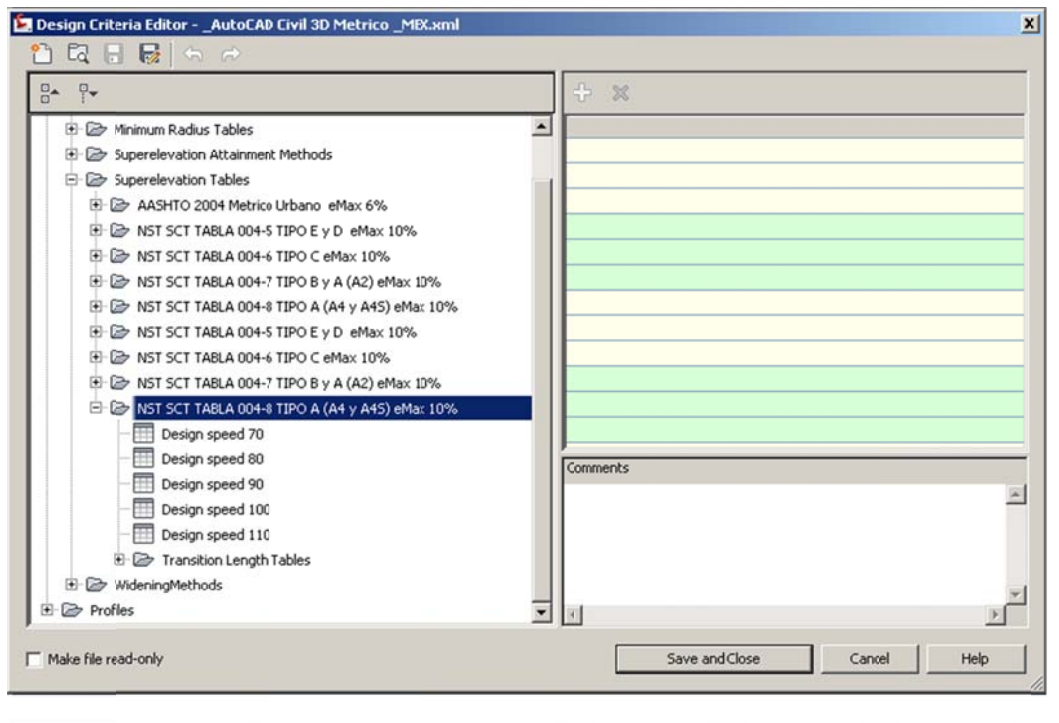 Design Criteria Editor - _AutoCAD Civil 3D Metrico _MEX.xml
Minimum Radius Tables
Superelevation Attainment Methods
Superelevation Tables
AASHTO 2004 Metrico Urbano eMax 6%
NST SCT TABLA 004-5 TIPO E y D eMax 10%
NST SCT TABLA 004-6 TIPO C eMax 10%
NST SCT TABLA 004-7 TIPO B y A (A2) eMax 10%
NST SCT TABLA 004-8 TIPO A (A4 y A4S) eMax 10%
NST SCT TABLA 004-5 TIPO E y D eMax 10%
NST SCT TABLA 004-6 TIPO C eMax 10%
NST SCT TABLA 004-7 TIPO B y A (A2) eMax 10%
NST SCT TABLA 004-8 TIPO A (A4 y A4S) eMax 10%
Design speed 70
Design speed 80
Design speed 90
Design speed 100
Design speed 110
Transition Length Tables
WideningMethods
Profiles
Comments
Make file read-only
Save and Close
Cancel
Help